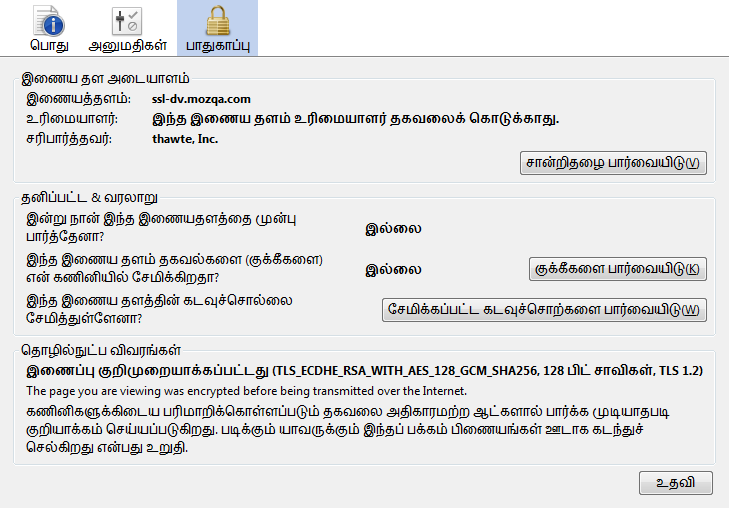 பொது அனுமதிகள் பாதுகாப்பு
இணைய தள அடையாளம்
இணையத்தளம்: ssl-dv.mozqa.com
உரிமையாளர்: இந்த இணைய தளம் உரிமையாளர் தகவலைக் கொடுக்காது.
சரிபார்த்தவர்: thawte, Inc.
சான்றிதழை பார்வையிடு(V)
தனிப்பட்ட & வரலாறு
இன்று நான் இந்த இணையதளத்தை முன்பு
பார்த்தேனா?
இல்லை
இந்த இணைய தளம் தகவல்களை (குக்கீகளை)
என் கணினியில் சேமிக்கிறதா?
இல்லை
குக்கீகளை பார்வையிடு(K)
இந்த இணைய தளத்தின் கடவுச்சொல்லை
சேமித்துள்ளேனா?
சேமிக்கப்பட்ட கடவுச்சொற்களை பார்வையிடு(W)
தொழில்நுட்ப விவரங்கள்
இணைப்பு குறிமுறையாக்கப்பட்டது (TLS_ECDHE_RSA_WITH_AES_128_GCM_SHA256, 128 பிட் சாவிகள், TLS 1.2)
The page you are viewing was encrypted before being transmitted over the Internet.
கணினிகளுக்கிடைய பரிமாறிக்கொள்ளப்படும் தகவலை அதிகாரமற்ற ஆட்களால் பார்க்க முடியாதபடி
குறியாக்கம் செய்யப்படுகிறது. படிக்கும் யாவருக்கும் இந்தப் பக்கம் பிணையங்கள் ஊடாக கடந்துச்
செல்கிறது என்பது உறுதி.
உதவி